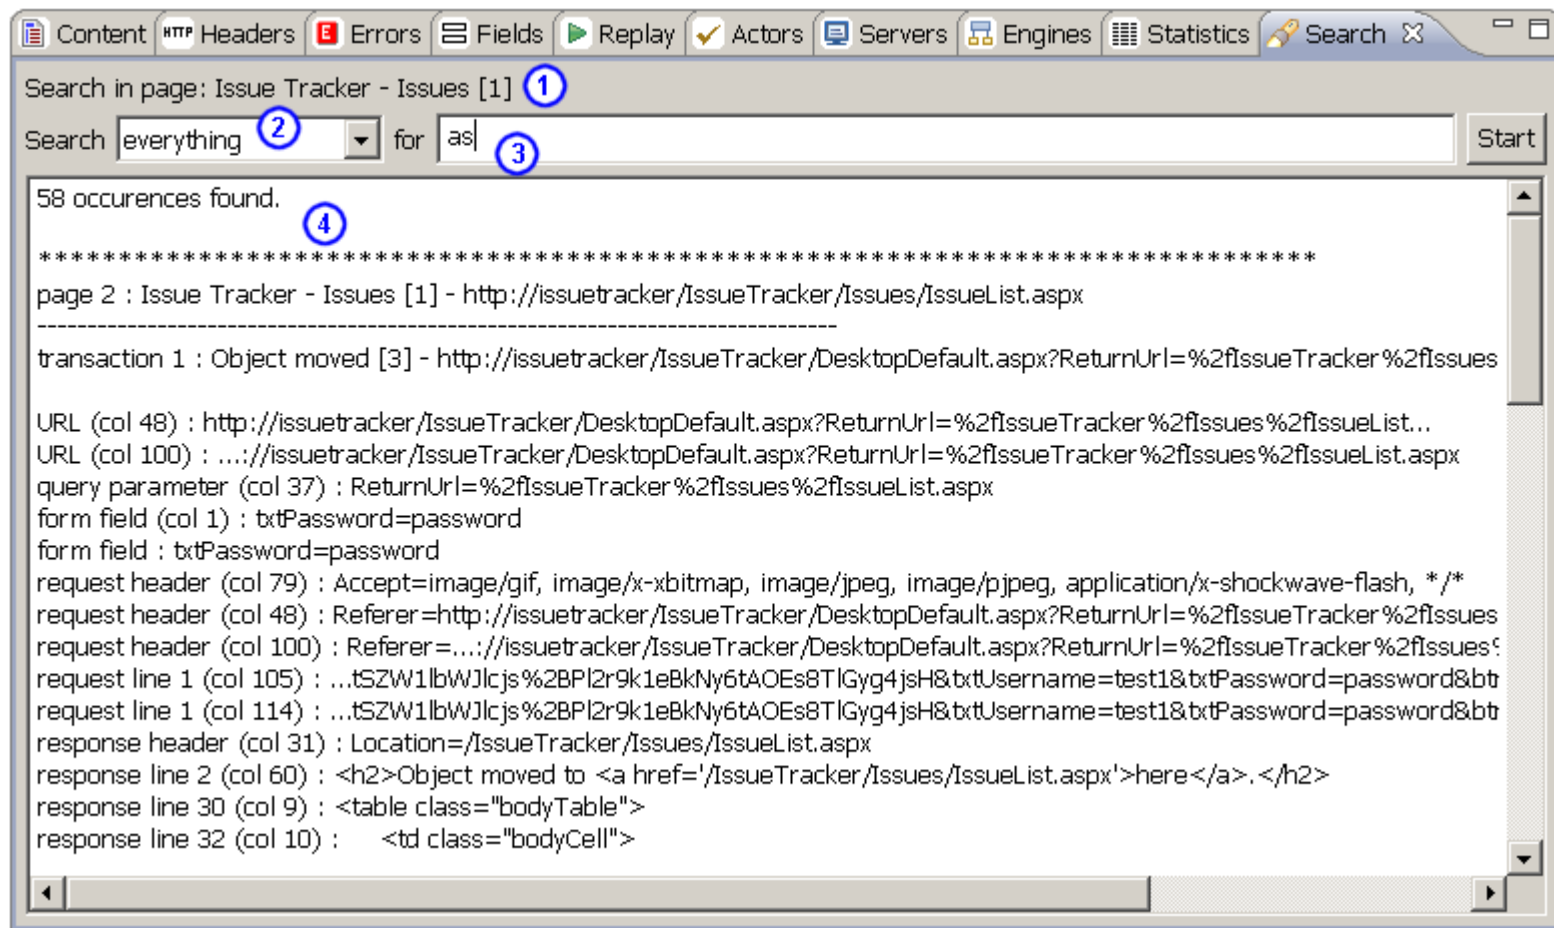 Content HTTP Headers E Errors Fields Replay Actors Servers Engines Statistics Search
Search in page: Issue Tracker - Issues [1] 1
Search everything 2 for as 3 Start
58 occurences found.
4
********************************************************************************
page 2 : Issue Tracker - Issues [1] - http://issuetracker/IssueTracker/Issues/IssueList.aspx
--------------------------------------------------------------------------------
transaction 1 : Object moved [3] - http://issuetracker/IssueTracker/DesktopDefault.aspx?ReturnUrl=%2fIssueTracker%2fIssues
URL (col 48) : http://issuetracker/IssueTracker/DesktopDefault.aspx?ReturnUrl=%2fIssueTracker%2fIssues%2fIssueList...
URL (col 100) : ...://issuetracker/IssueTracker/DesktopDefault.aspx?ReturnUrl=%2fIssueTracker%2fIssues%2fIssueList.aspx
query parameter (col 37) : ReturnUrl=%2fIssueTracker%2fIssues%2fIssueList.aspx
form field (col 1) : txtPassword=password
form field : txtPassword=password
request header (col 79) : Accept=image/gif, image/x-xbitmap, image/jpeg, image/pjpeg, application/x-shockwave-flash, */*
request header (col 48) : Referer=http://issuetracker/IssueTracker/DesktopDefault.aspx?ReturnUrl=%2fIssueTracker%2fIssues
request header (col 100) : Referer=...://issuetracker/IssueTracker/DesktopDefault.aspx?ReturnUrl=%2fIssueTracker%2fIssues%
request line 1 (col 105) : ...tSZW1lbWJlcjs%2BPl2r9k1eBkNy6tAOEs8TlGyg4jsH&txtUsername=test1&txtPassword=password&btn
request line 1 (col 114) : ...tSZW1lbWJlcjs%2BPl2r9k1eBkNy6tAOEs8TlGyg4jsH&txtUsername=test1&txtPassword=password&btn
response header (col 31) : Location=/IssueTracker/Issues/IssueList.aspx
response line 2 (col 60) : <h2>Object moved to <a href='/IssueTracker/Issues/IssueList.aspx'>here</a>.</h2>
response line 30 (col 9) : <table class="bodyTable">
response line 32 (col 10) :     <td class="bodyCell">